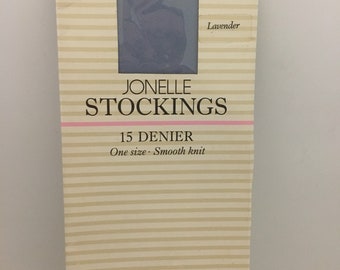 Lavender
JONELLE
STOCKINGS
15 DENIER
One size · Smooth knit